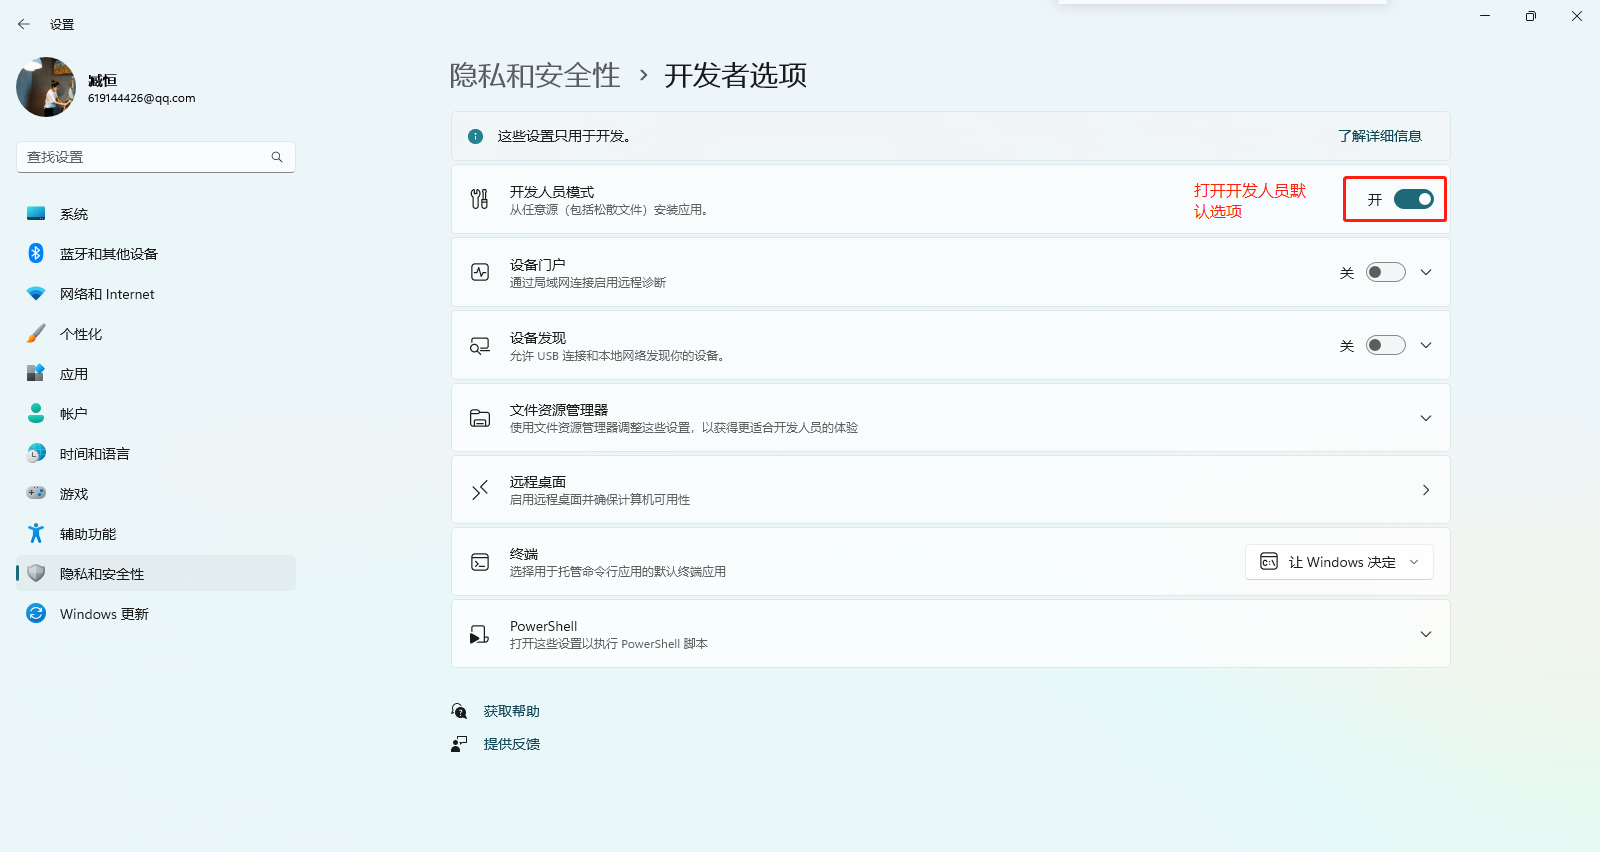 设置
臧恒
619144426@qq.com
查找设置
系统
蓝牙和其他设备
网络和 Internet
个性化
应用
帐户
时间和语言
游戏
辅助功能
隐私和安全性
Windows 更新
隐私和安全性 › 开发者选项
这些设置只用于开发。
了解详细信息
开发人员模式
从任意源（包括松散文件）安装应用。
打开开发人员默
认选项
开
设备门户
通过局域网连接启用远程诊断
关
设备发现
允许 USB 连接和本地网络发现你的设备。
关
文件资源管理器
使用文件资源管理器调整这些设置，以获得更适合开发人员的体验
远程桌面
启用远程桌面并确保计算机可用性
终端
选择用于托管命令行应用的默认终端应用
让 Windows 决定
PowerShell
打开这些设置以执行 PowerShell 脚本
获取帮助
提供反馈